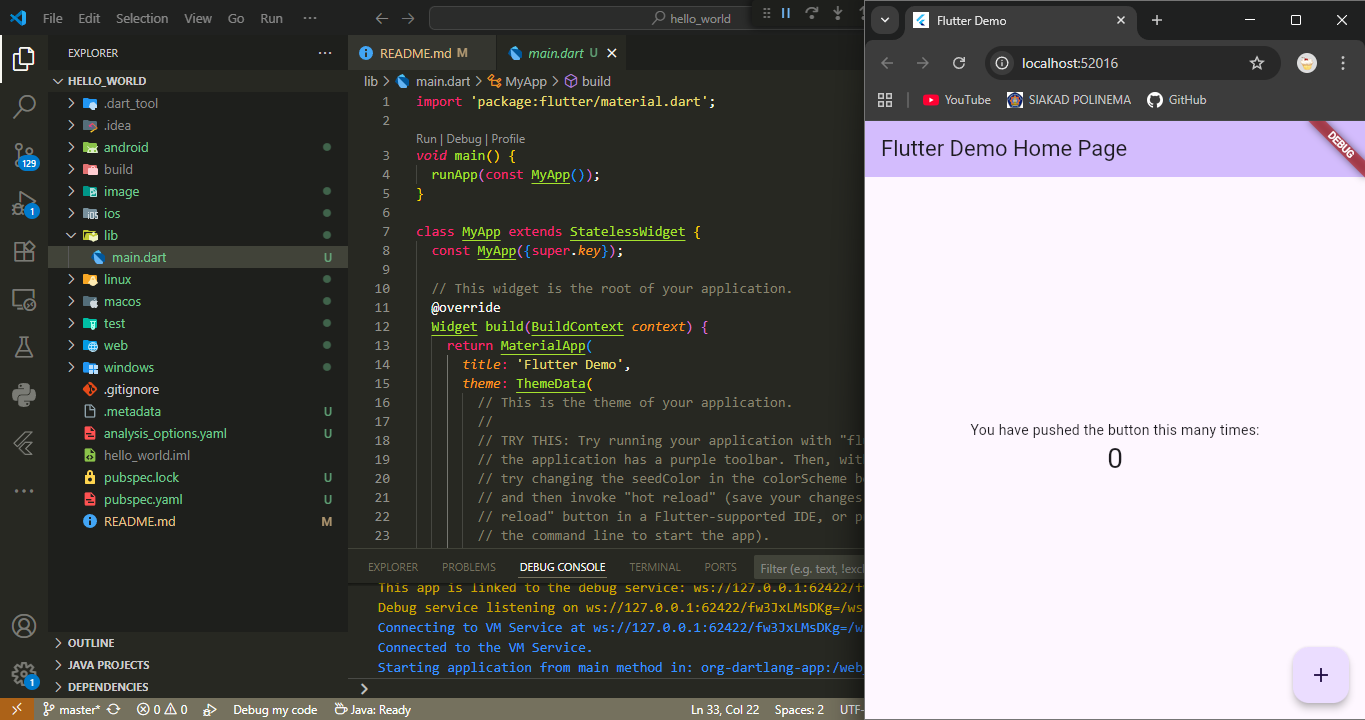 File Edit Selection View Go Run ···
hello_world
EXPLORER ···
HELLO_WORLD
.dart_tool
.idea
android
build
image
ios
lib
main.dart U
linux
macos
test
web
windows
.gitignore
.metadata U
analysis_options.yaml U
hello_world.iml
pubspec.lock U
pubspec.yaml U
README.md M
OUTLINE
JAVA PROJECTS
DEPENDENCIES
129
1
1
README.md M main.dart U
lib > main.dart > MyApp > build
1 import 'package:flutter/material.dart';
2
Run | Debug | Profile
3 void main() {
4 runApp(const MyApp());
5 }
6
7 class MyApp extends StatelessWidget {
8 const MyApp({super.key});
9
10 // This widget is the root of your application.
11 @override
12 Widget build(BuildContext context) {
13 return MaterialApp(
14 title: 'Flutter Demo',
15 theme: ThemeData(
16 // This is the theme of your application.
17 //
18 // TRY THIS: Try running your application with "flu
19 // the application has a purple toolbar. Then, with
20 // try changing the seedColor in the colorScheme be
21 // and then invoke "hot reload" (save your changes
22 // reload" button in a Flutter-supported IDE, or p
23 // the command line to start the app).
EXPLORER PROBLEMS DEBUG CONSOLE TERMINAL PORTS Filter (e.g. text, !excl
This app is linked to the debug service: ws://127.0.0.1:62422/f
Debug service listening on ws://127.0.0.1:62422/fw3JxLMsDKg=/ws
Connecting to VM Service at ws://127.0.0.1:62422/fw3JxLMsDKg=/w
Connected to the VM Service.
Starting application from main method in: org-dartlang-app:/web
master* 0 0 Debug my code Java: Ready Ln 33, Col 22 Spaces: 2 UTF-
Flutter Demo
localhost:52016
YouTube SIAKAD POLINEMA GitHub
Flutter Demo Home Page
DEBUG
You have pushed the button this many times:
0
+